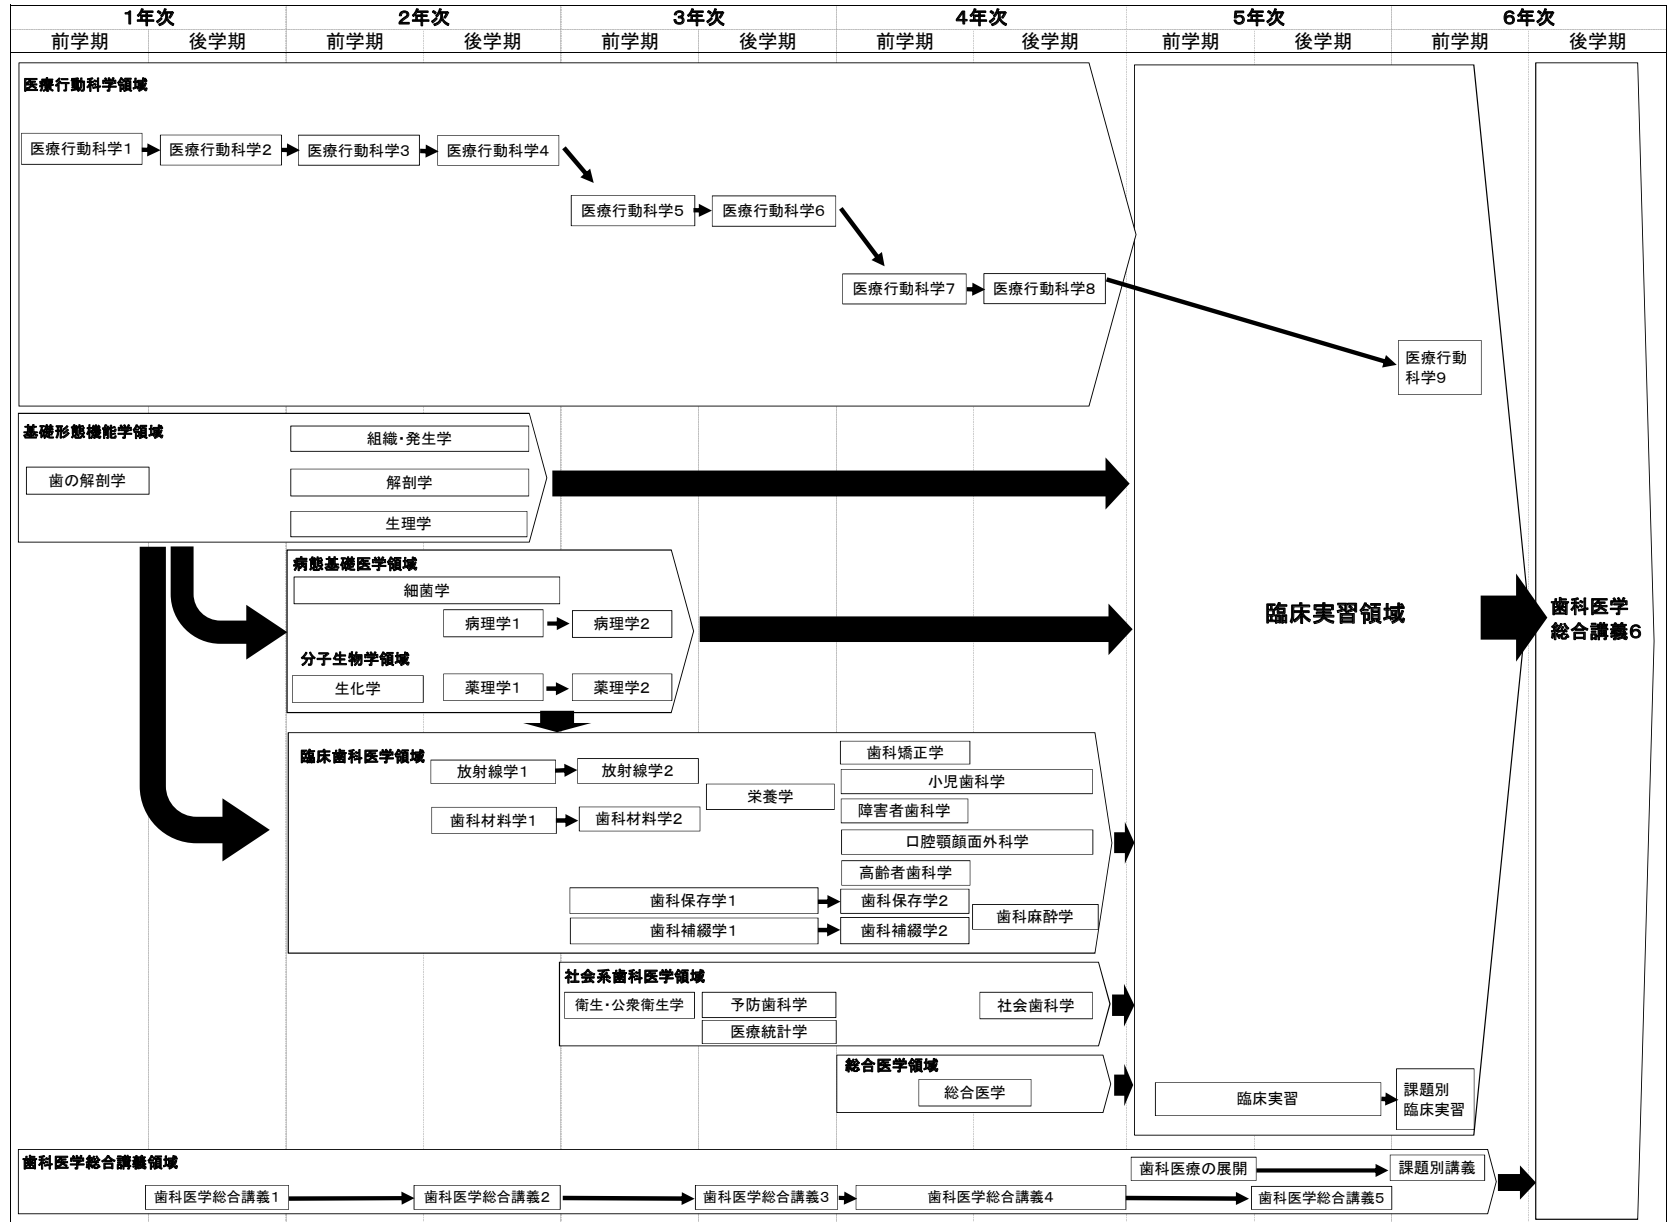 1年次 2年次 3年次 4年次 5年次 6年次
前学期 後学期 前学期 後学期 前学期 後学期 前学期 後学期 前学期 後学期 前学期 後学期
医療行動科学領域
医療行動科学1 医療行動科学2 医療行動科学3 医療行動科学4
医療行動科学5 医療行動科学6
医療行動科学7 医療行動科学8
医療行動
科学9
基礎形態機能学領域
組織・発生学
歯の解剖学
解剖学
生理学
病態基礎医学領域
細菌学
病理学1 病理学2
分子生物学領域
生化学 薬理学1 薬理学2
臨床実習領域
歯科医学
総合講義6
臨床歯科医学領域
放射線学1 放射線学2
歯科材料学1 歯科材料学2
栄養学
歯科矯正学
小児歯科学
障害者歯科学
口腔顎顔面外科学
高齢者歯科学
歯科保存学1 歯科保存学2
歯科補綴学1 歯科補綴学2
歯科麻酔学
社会系歯科医学領域
衛生・公衆衛生学 予防歯科学 社会歯科学
医療統計学
総合医学領域
総合医学
臨床実習
課題別
臨床実習
歯科医学総合講義領域
歯科医療の展開 課題別講義
歯科医学総合講義1 歯科医学総合講義2 歯科医学総合講義3 歯科医学総合講義4 歯科医学総合講義5